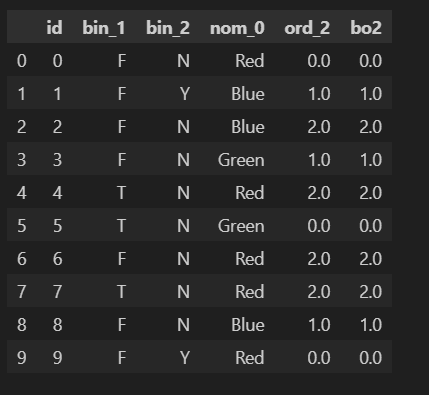 id bin_1 bin_2 nom_0 ord_2 bo2
0 0 F N Red 0.0 0.0
1 1 F Y Blue 1.0 1.0
2 2 F N Blue 2.0 2.0
3 3 F N Green 1.0 1.0
4 4 T N Red 2.0 2.0
5 5 T N Green 0.0 0.0
6 6 F N Red 2.0 2.0
7 7 T N Red 2.0 2.0
8 8 F N Blue 1.0 1.0
9 9 F Y Red 0.0 0.0